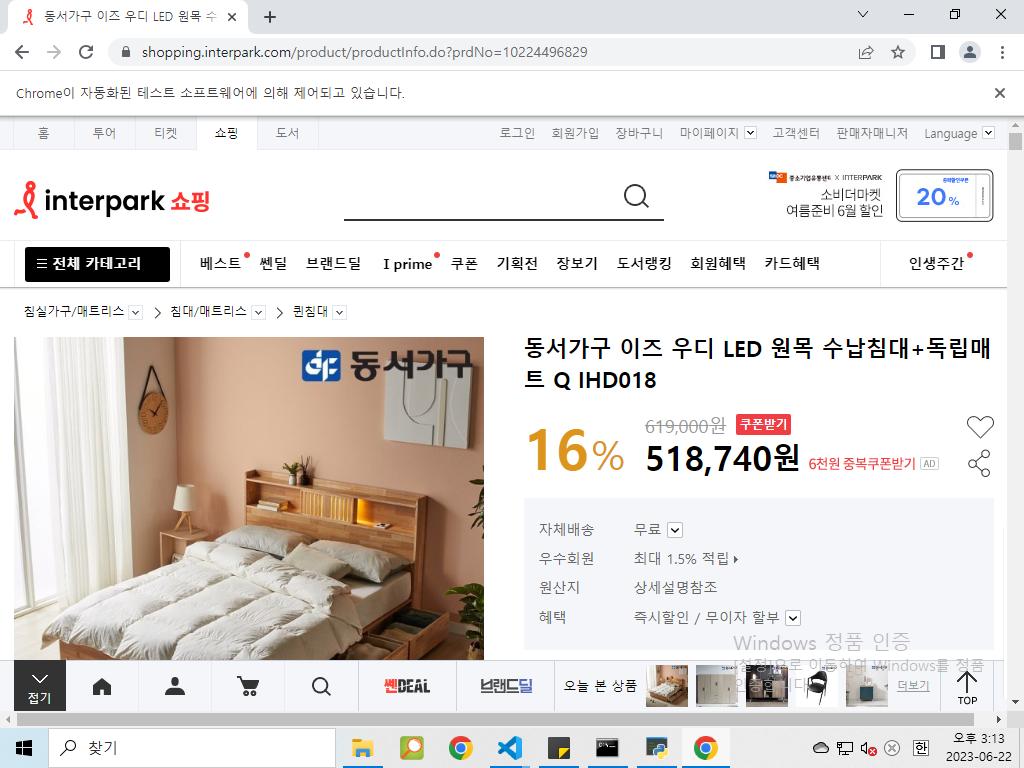 동서가구 이즈 우디 LED 원목 수
shopping.interpark.com/product/productInfo.do?prdNo=10224496829
Chrome이 자동화된 테스트 소프트웨어에 의해 제어되고 있습니다.
홈 투어 티켓 쇼핑 도서 로그인 회원가입 장바구니 마이페이지 고객센터 판매자매니저 Language
interpark 쇼핑
중소기업유통센터 X INTERPARK
소비더마켓
여름준비 6월 할인
20%
전체 카테고리 베스트 쎈딜 브랜드딜 I prime 쿠폰 기획전 장보기 도서랭킹 회원혜택 카드혜택 인생주간
침실가구/매트리스 침대/매트리스 퀸침대
동서가구
동서가구 이즈 우디 LED 원목 수납침대+독립매
트 Q IHD018
619,000원 쿠폰받기
16% 518,740원 6천원 중복쿠폰받기 AD
자체배송 무료
우수회원 최대 1.5% 적립
원산지 상세설명참조
혜택 즉시할인 / 무이자 할부
Windows 정품 인증
[설정]으로 이동하여 Windows를 정품
인증합니다.
접기 쎈DEAL 브랜드딜 오늘 본 상품 더보기 TOP
찾기
한
오후 3:13
2023-06-22